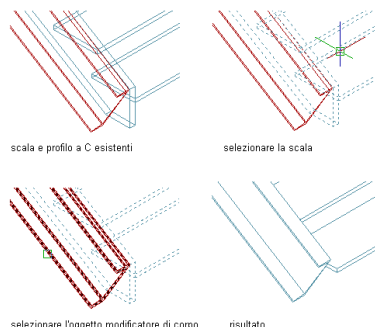 scala e profilo a C esistenti
selezionare la scala
selezionare l'oggetto modificatore di corpo
risultato